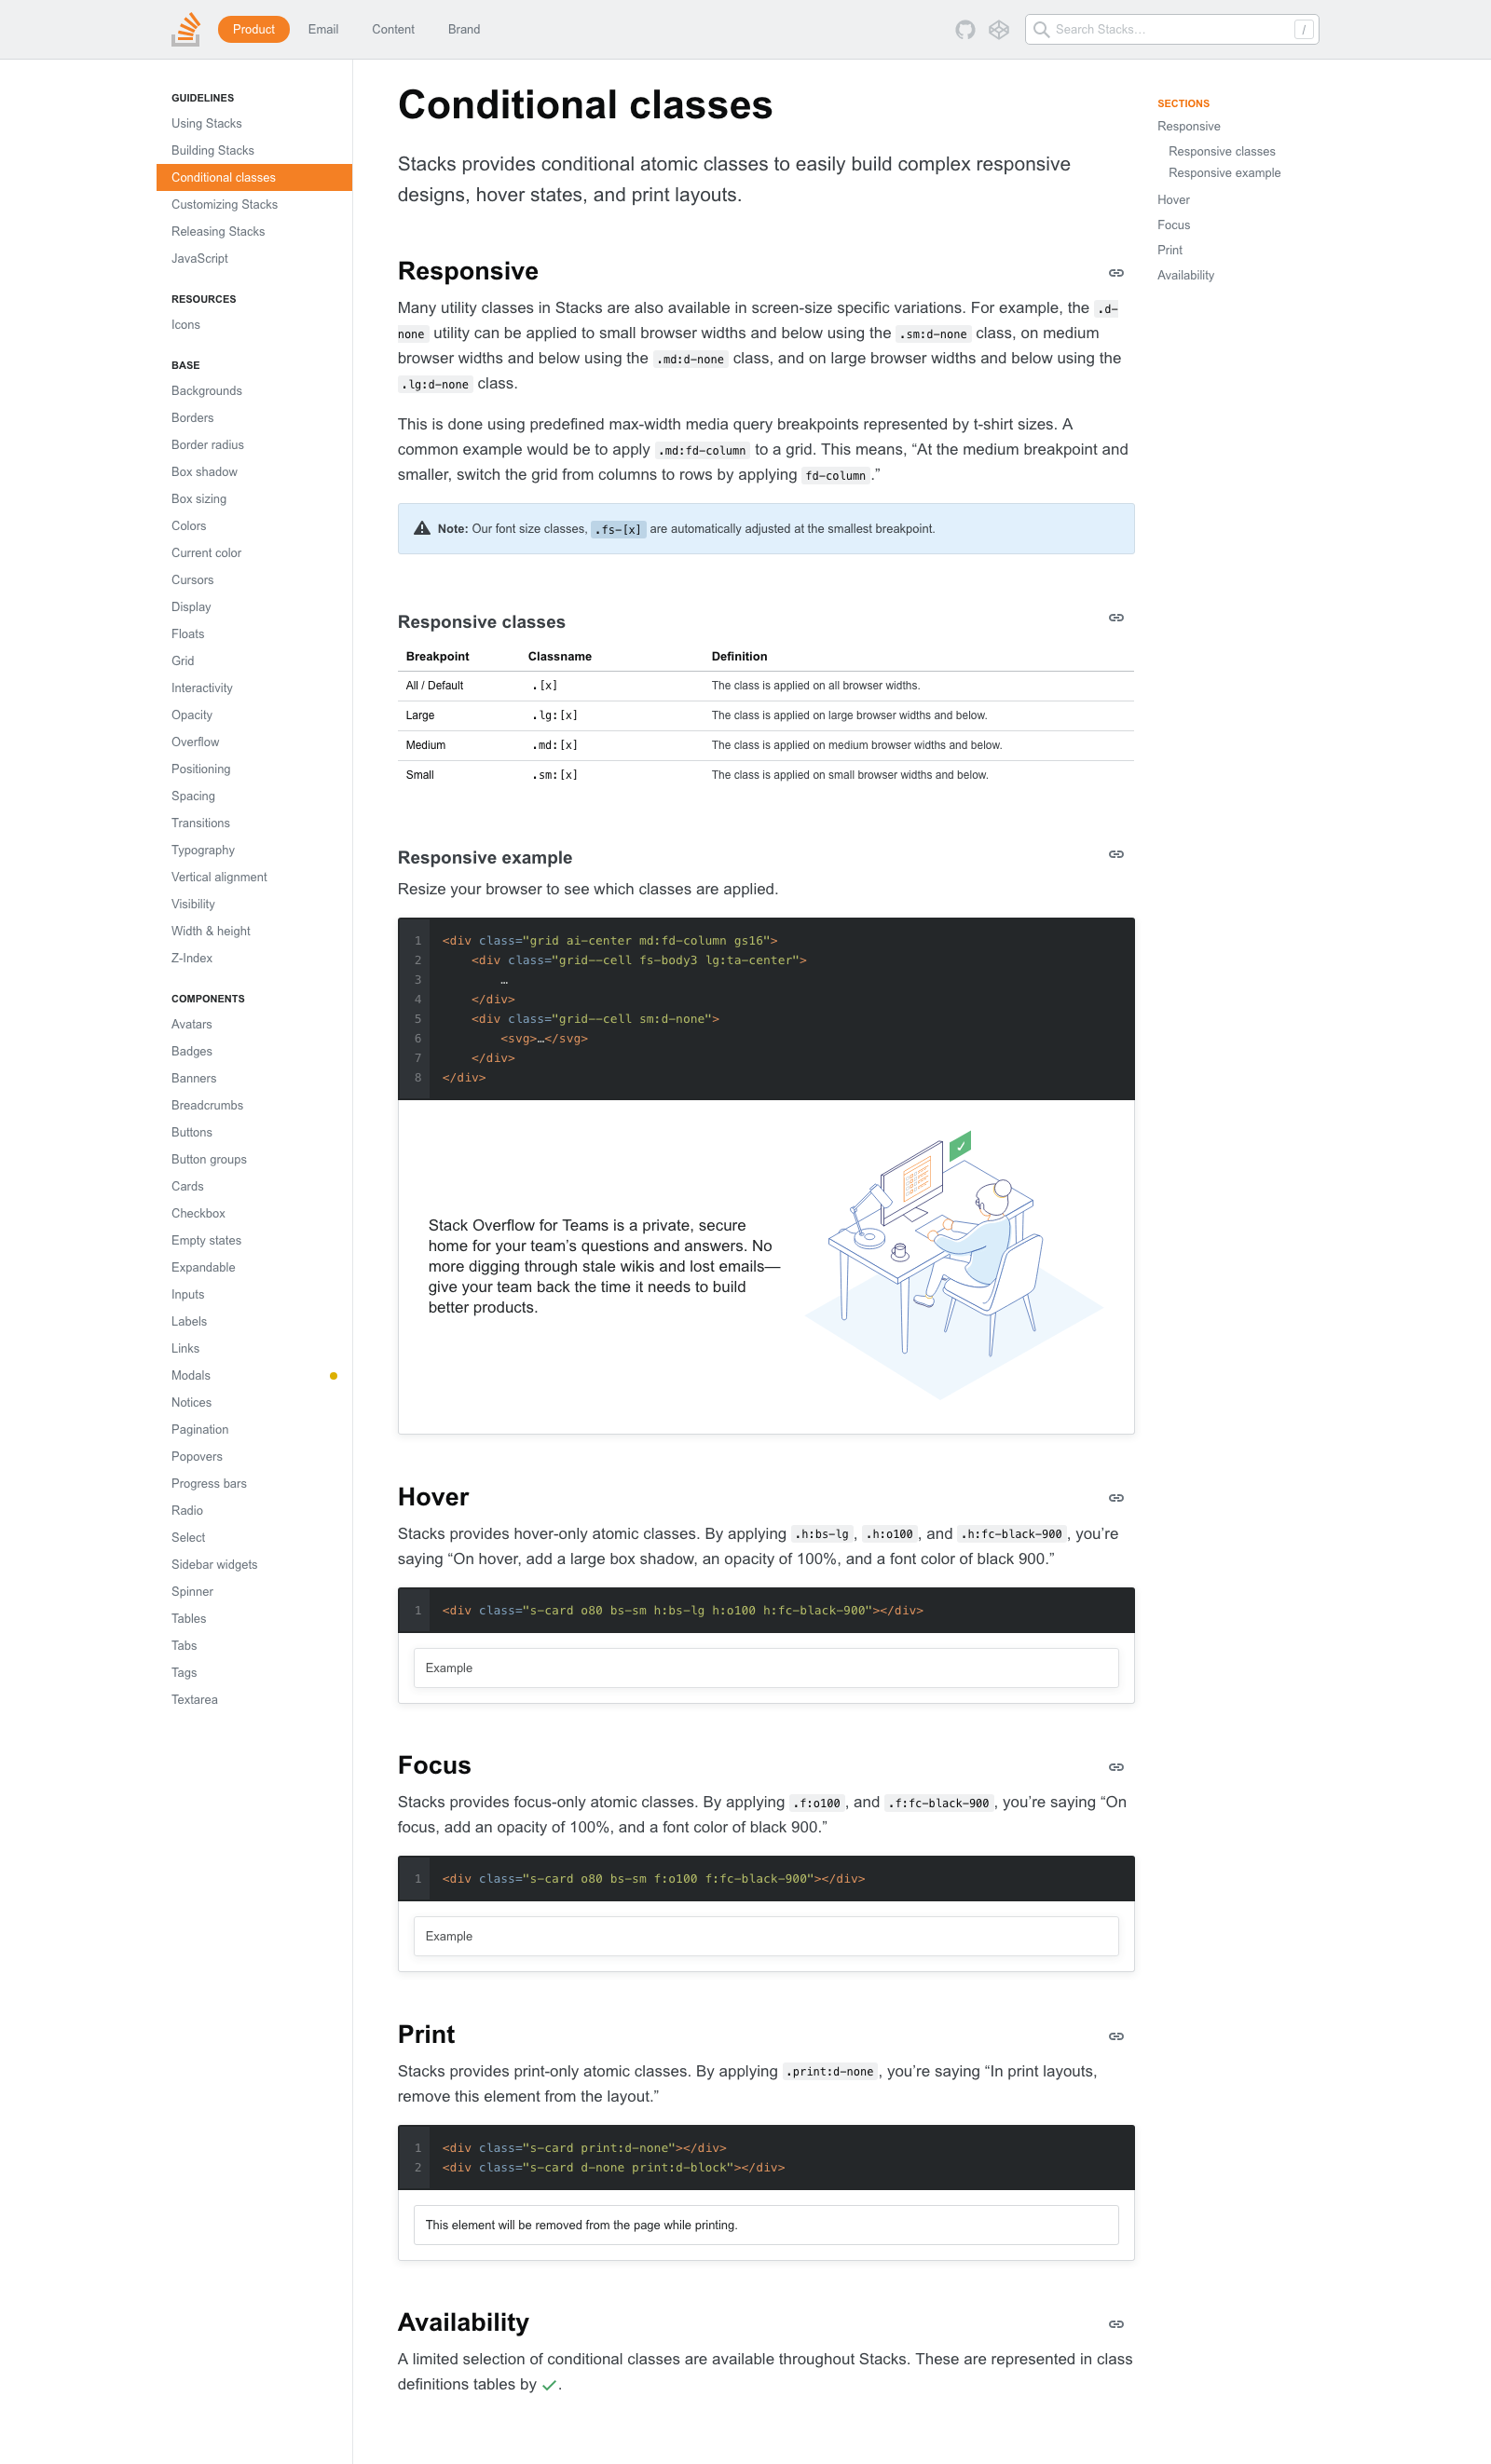 Product
Email
Content
Brand
Search Stacks…
/
GUIDELINES
Using Stacks
Building Stacks
Conditional classes
Customizing Stacks
Releasing Stacks
JavaScript
RESOURCES
Icons
BASE
Backgrounds
Borders
Border radius
Box shadow
Box sizing
Colors
Current color
Cursors
Display
Floats
Grid
Interactivity
Opacity
Overflow
Positioning
Spacing
Transitions
Typography
Vertical alignment
Visibility
Width & height
Z-Index
COMPONENTS
Avatars
Badges
Banners
Breadcrumbs
Buttons
Button groups
Cards
Checkbox
Empty states
Expandable
Inputs
Labels
Links
Modals
Notices
Pagination
Popovers
Progress bars
Radio
Select
Sidebar widgets
Spinner
Tables
Tabs
Tags
Textarea
Conditional classes
Stacks provides conditional atomic classes to easily build complex responsive
designs, hover states, and print layouts.
Responsive
Many utility classes in Stacks are also available in screen-size specific variations. For example, the .d-
none utility can be applied to small browser widths and below using the .sm:d-none class, on medium
browser widths and below using the .md:d-none class, and on large browser widths and below using the
.lg:d-none class.
This is done using predefined max-width media query breakpoints represented by t-shirt sizes. A
common example would be to apply .md:fd-column to a grid. This means, “At the medium breakpoint and
smaller, switch the grid from columns to rows by applying fd-column.”
Note: Our font size classes, .fs-[x] are automatically adjusted at the smallest breakpoint.
Responsive classes
Breakpoint Classname Definition
All / Default .[x] The class is applied on all browser widths.
Large .lg:[x] The class is applied on large browser widths and below.
Medium .md:[x] The class is applied on medium browser widths and below.
Small .sm:[x] The class is applied on small browser widths and below.
Responsive example
Resize your browser to see which classes are applied.
1 <div class="grid ai-center md:fd-column gs16">
2 <div class="grid--cell fs-body3 lg:ta-center">
3 …
4 </div>
5 <div class="grid--cell sm:d-none">
6 <svg>…</svg>
7 </div>
8 </div>
Stack Overflow for Teams is a private, secure
home for your team’s questions and answers. No
more digging through stale wikis and lost emails—
give your team back the time it needs to build
better products.
Hover
Stacks provides hover-only atomic classes. By applying .h:bs-lg, .h:o100, and .h:fc-black-900, you’re
saying “On hover, add a large box shadow, an opacity of 100%, and a font color of black 900.”
1 <div class="s-card o80 bs-sm h:bs-lg h:o100 h:fc-black-900"></div>
Example
Focus
Stacks provides focus-only atomic classes. By applying .f:o100, and .f:fc-black-900, you’re saying “On
focus, add an opacity of 100%, and a font color of black 900.”
1 <div class="s-card o80 bs-sm f:o100 f:fc-black-900"></div>
Example
Print
Stacks provides print-only atomic classes. By applying .print:d-none, you’re saying “In print layouts,
remove this element from the layout.”
1 <div class="s-card print:d-none"></div>
2 <div class="s-card d-none print:d-block"></div>
This element will be removed from the page while printing.
Availability
A limited selection of conditional classes are available throughout Stacks. These are represented in class
definitions tables by ✓.
SECTIONS
Responsive
Responsive classes
Responsive example
Hover
Focus
Print
Availability